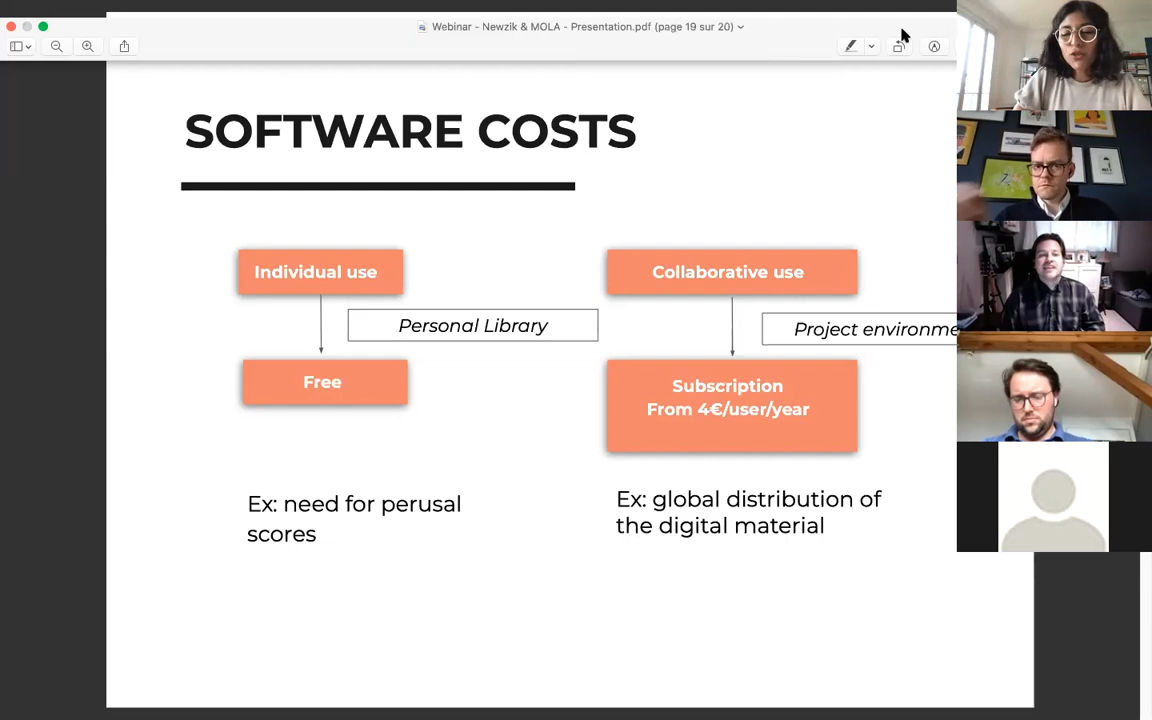 Webinar - Newzik & MOLA - Presentation.pdf (page 19 sur 20)
SOFTWARE COSTS
Individual use
Personal Library
Free
Ex: need for perusal
scores
Collaborative use
Project environme
Subscription
From 4€/user/year
Ex: global distribution of
the digital material